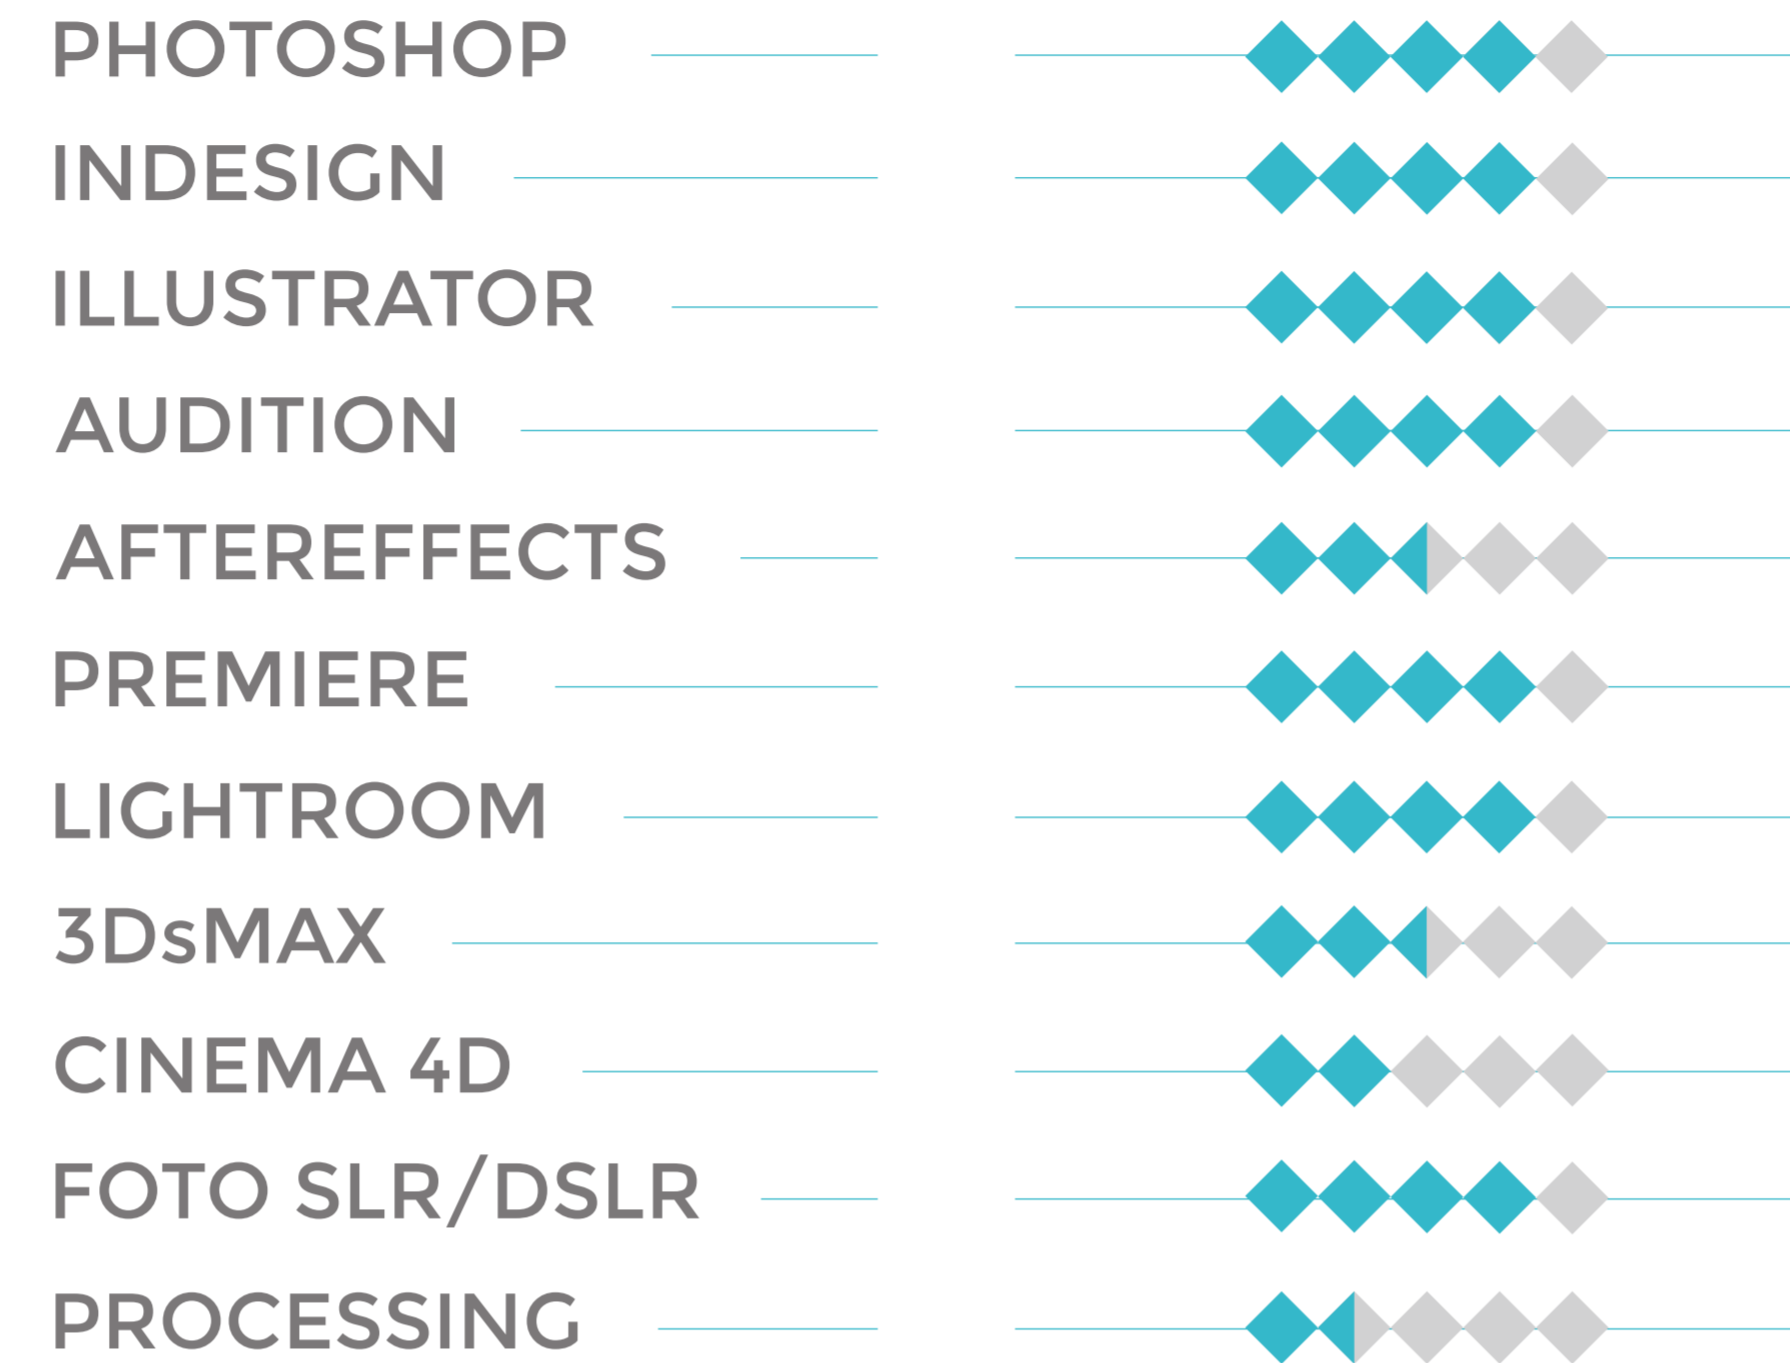 PHOTOSHOP
INDESIGN
ILLUSTRATOR
AUDITION
AFTEREFFECTS
PREMIERE
LIGHTROOM
3DsMAX
CINEMA 4D
FOTO SLR/DSLR
PROCESSING